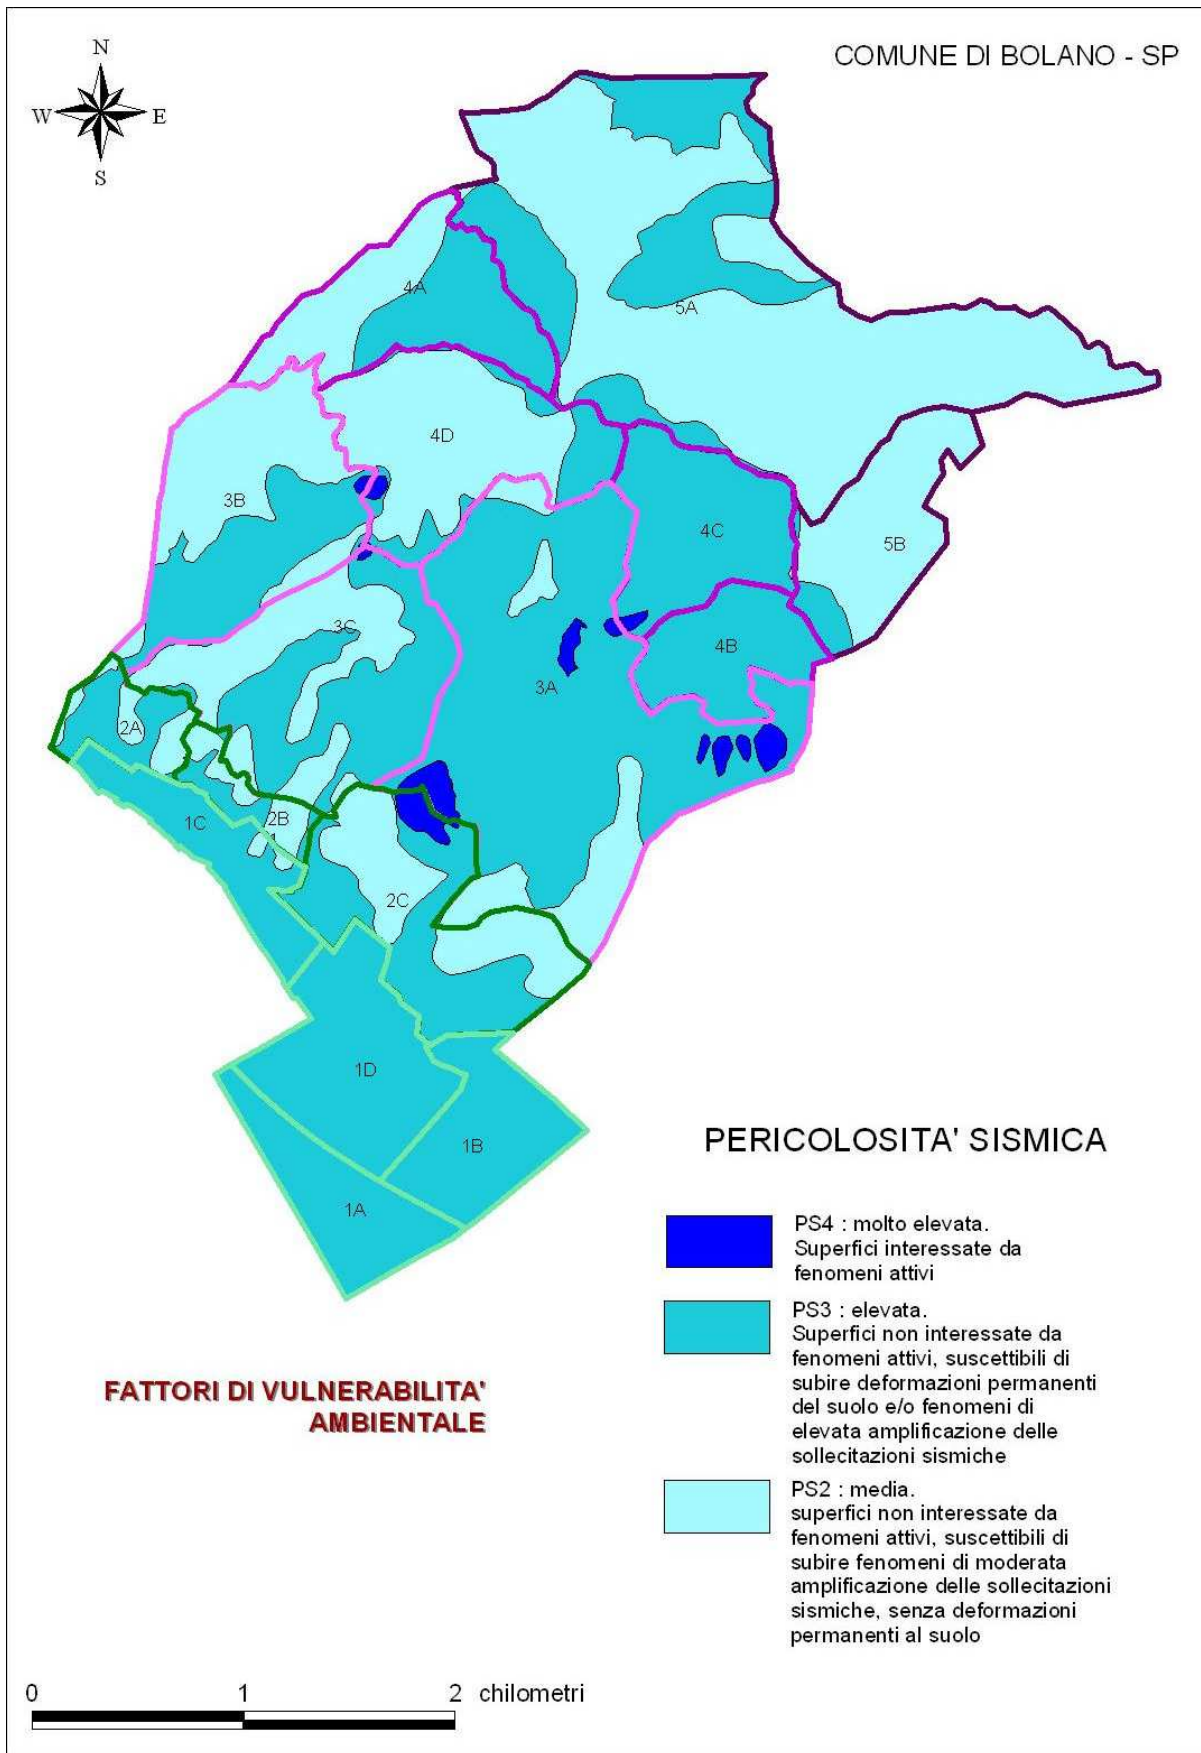 COMUNE DI BOLANO - SP
N
W E
S
4A
5A
4D
3B
4C
5B
3C
4B
3A
2A
1C
2B
2C
1D
1B
1A
PERICOLOSITA' SISMICA
PS4 : molto elevata.
Superfici interessate da
fenomeni attivi
PS3 : elevata.
Superfici non interessate da
fenomeni attivi, suscettibili di
subire deformazioni permanenti
del suolo e/o fenomeni di
elevata amplificazione delle
sollecitazioni sismiche
FATTORI DI VULNERABILITA'
AMBIENTALE
PS2 : media.
superfici non interessate da
fenomeni attivi, suscettibili di
subire fenomeni di moderata
amplificazione delle sollecitazioni
sismiche, senza deformazioni
permanenti al suolo
0 1 2 chilometri